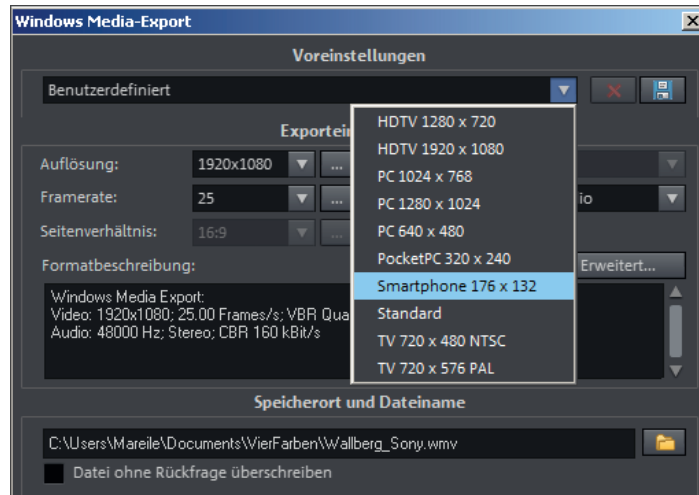 Windows Media-Export
Voreinstellungen
Benutzerdefiniert
HDTV 1280 x 720
HDTV 1920 x 1080
PC 1024 x 768
PC 1280 x 1024
PC 640 x 480
PocketPC 320 x 240
Smartphone 176 x 132
Standard
TV 720 x 480 NTSC
TV 720 x 576 PAL
Auflösung: 1920x1080 ...
Framerate: 25 ...
Seitenverhältnis: 16:9 ...
Formatbeschreibung: Erweitert...
Windows Media Export:
Video: 1920x1080; 25.00 Frames/s; VBR
Audio: 48000 Hz; Stereo; CBR 160 kBit/s
Speicherort und Dateiname
C:\Users\Mareile\Documents\VierFarben\Wallberg_Sony.wmv
Datei ohne Rückfrage überschreiben